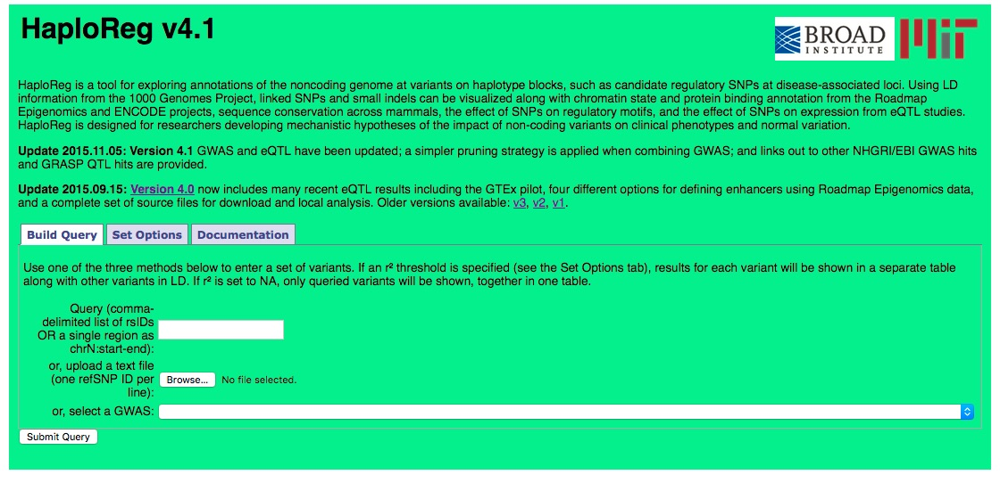 HaploReg v4.1
BROAD
INSTITUTE
MIT
HaploReg is a tool for exploring annotations of the noncoding genome at variants on haplotype blocks, such as candidate regulatory SNPs at disease-associated loci. Using LD
information from the 1000 Genomes Project, linked SNPs and small indels can be visualized along with chromatin state and protein binding annotation from the Roadmap
Epigenomics and ENCODE projects, sequence conservation across mammals, the effect of SNPs on regulatory motifs, and the effect of SNPs on expression from eQTL studies.
HaploReg is designed for researchers developing mechanistic hypotheses of the impact of non-coding variants on clinical phenotypes and normal variation.
Update 2015.11.05: Version 4.1 GWAS and eQTL have been updated; a simpler pruning strategy is applied when combining GWAS; and links out to other NHGRI/EBI GWAS hits
and GRASP QTL hits are provided.
Update 2015.09.15: Version 4.0 now includes many recent eQTL results including the GTEx pilot, four different options for defining enhancers using Roadmap Epigenomics data,
and a complete set of source files for download and local analysis. Older versions available: v3, v2, v1.
Build Query Set Options Documentation
Use one of the three methods below to enter a set of variants. If an r² threshold is specified (see the Set Options tab), results for each variant will be shown in a separate table
along with other variants in LD. If r² is set to NA, only queried variants will be shown, together in one table.
Query (comma-
delimited list of rsIDs
OR a single region as
chrN:start-end):
or, upload a text file
(one refSNP ID per
line):
Browse... No file selected.
or, select a GWAS:
Submit Query